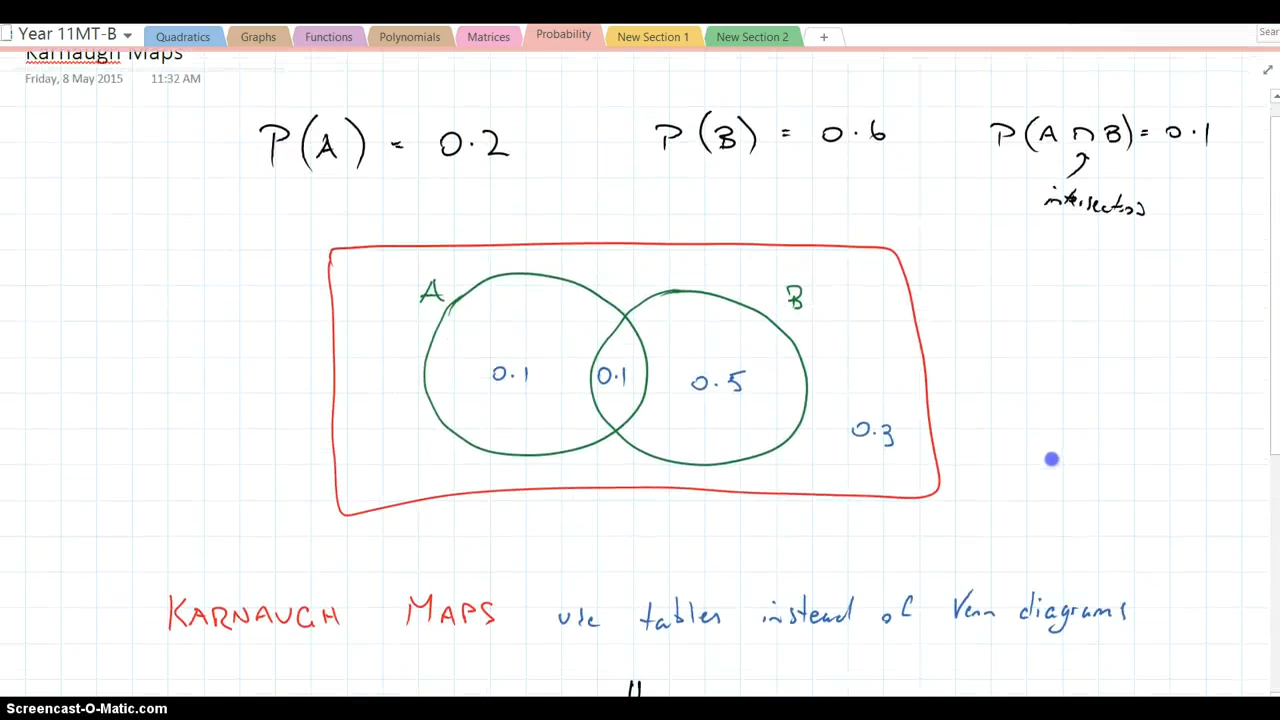 Year 11MT-B Quadratics Graphs Functions Polynomials Matrices Probability New Section 1 New Section 2 +
Sear
Karnaugh Maps
Friday, 8 May 2015 11:32 AM
P(A) = 0.2 P(B) = 0.6 P(A ∩ B) = 0.1
intersection
A B
0.1 0.1 0.5
0.3
KARNAUGH MAPS use tables instead of Venn diagrams
Screencast-O-Matic.com